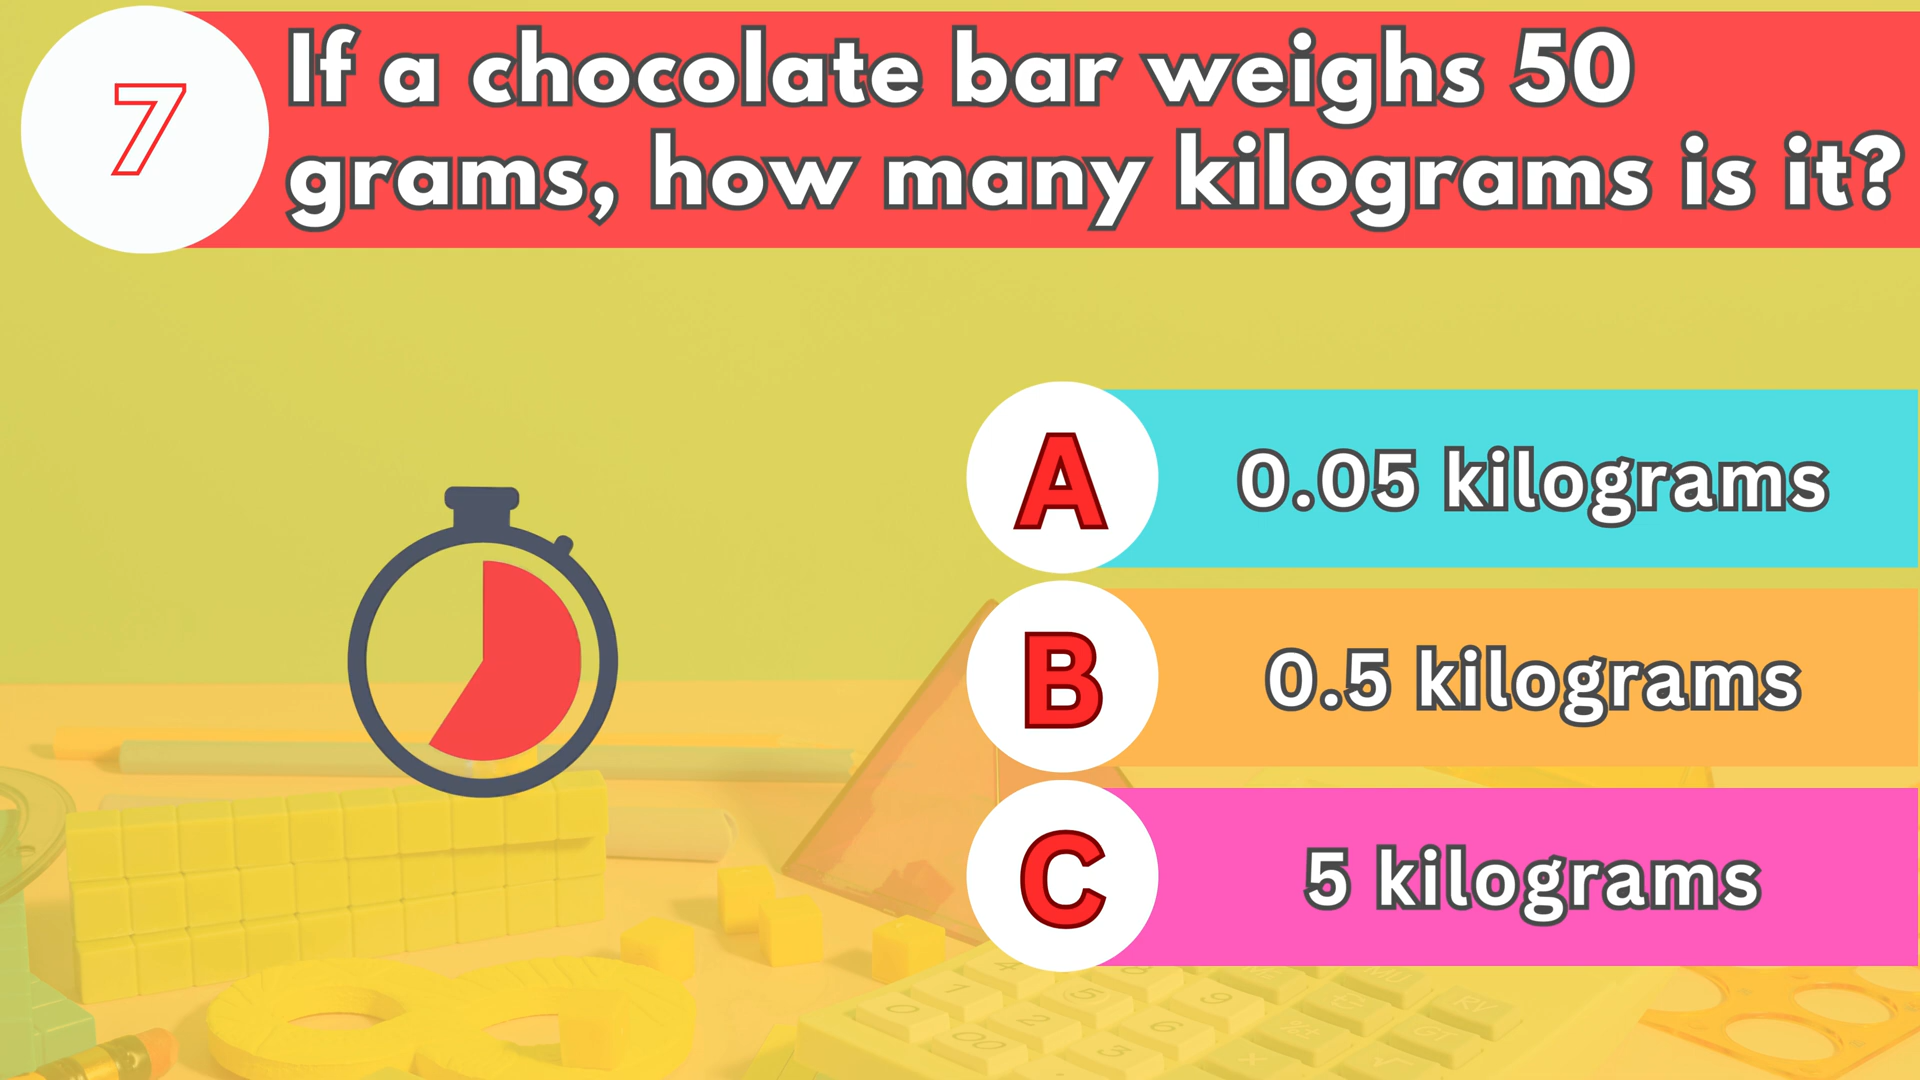 7
If a chocolate bar weighs 50
grams, how many kilograms is it?
A
0.05 kilograms
B
0.5 kilograms
C
5 kilograms